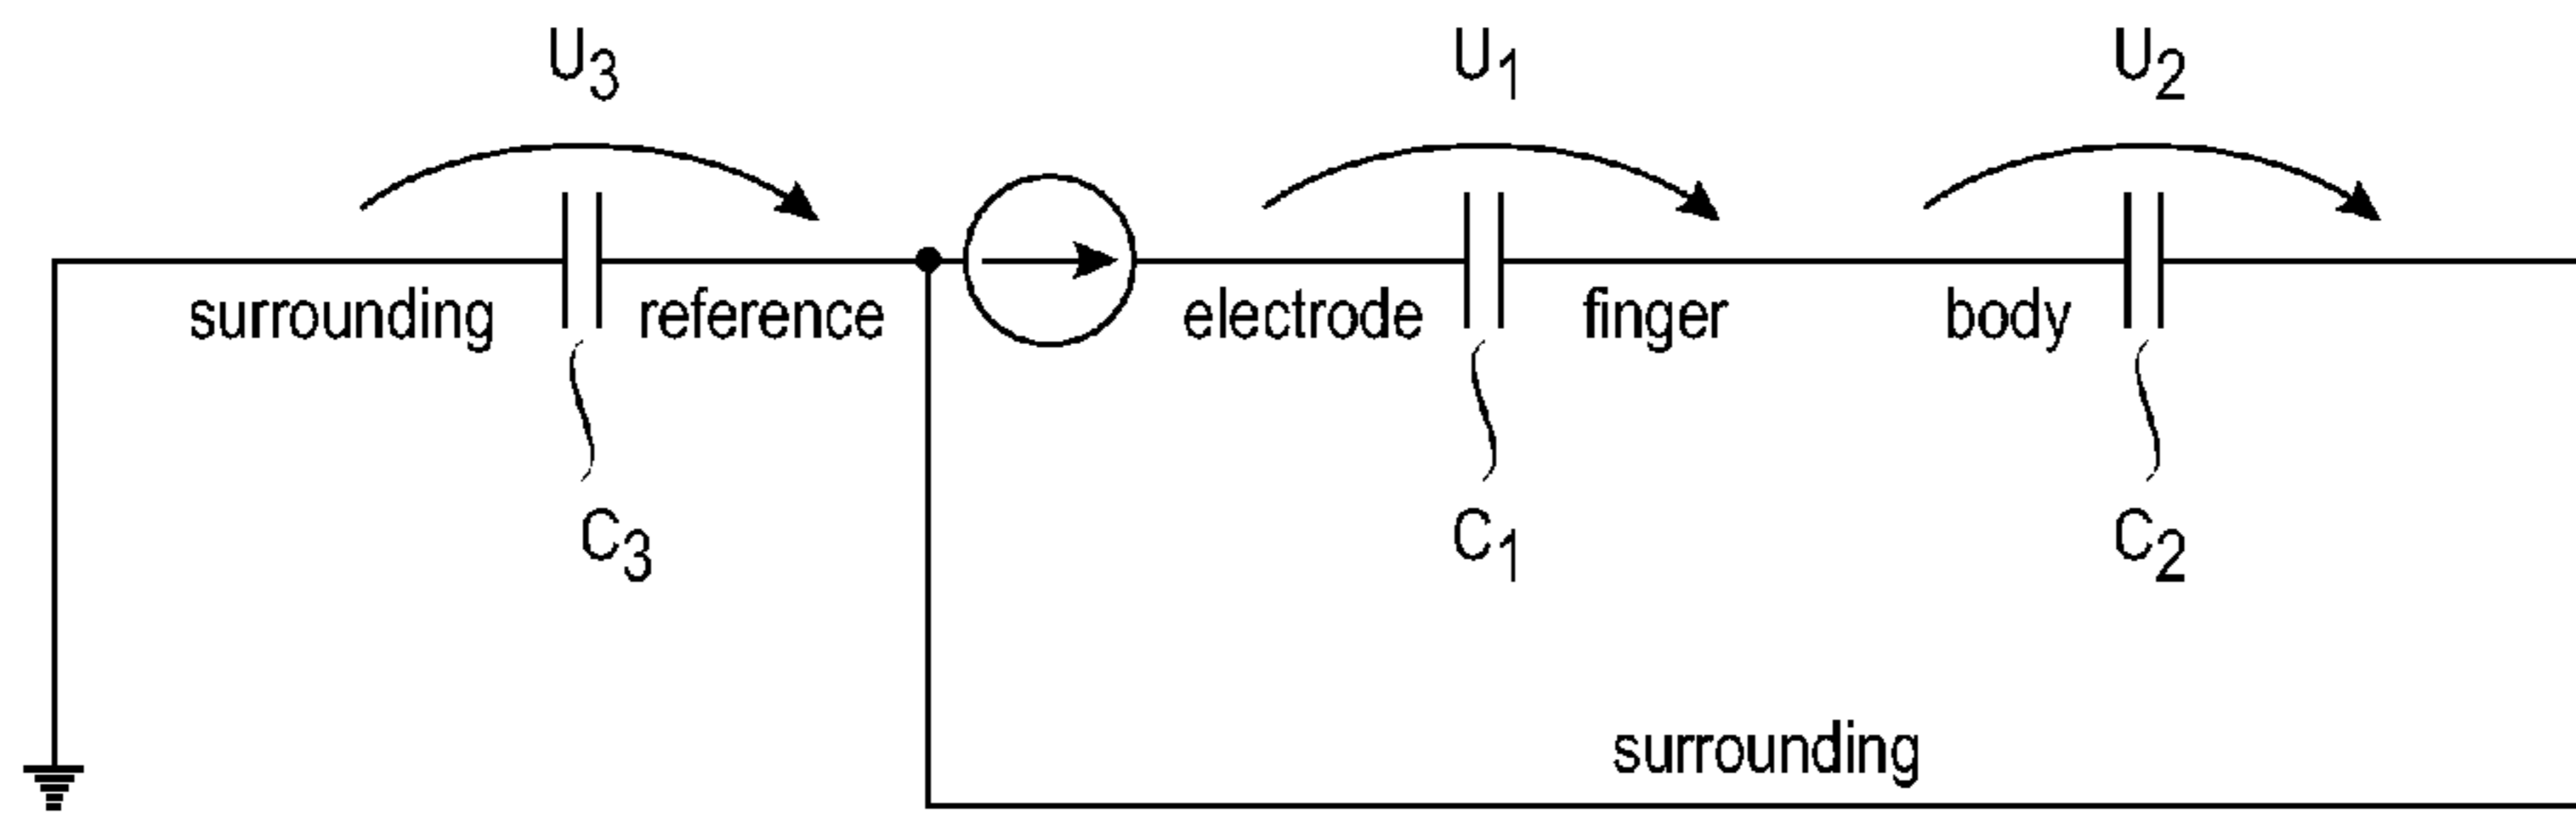 U3 U1 U2
surrounding reference electrode finger body
C3 C1 C2
surrounding